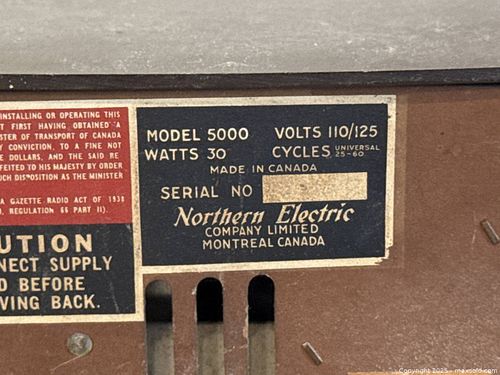 INSTALLING OR OPERATING THIS
T FIRST HAVING OBTAINED A
STER OF TRANSPORT OF CANADA
Y CONVICTION, TO A FINE NOT
E DOLLARS, AND THE SAID RE
FEITED TO HIS MAJESTY BY ORDER
UCH DISPOSITION AS THE MINISTER
A GAZETTE RADIO ACT OF 1938
REGULATION 66 PART II).
UTION
NECT SUPPLY
D BEFORE
VING BACK.
MODEL 5000 VOLTS 110/125
WATTS 30 CYCLES UNIVERSAL 25-60
MADE IN CANADA
SERIAL NO
Northern Electric
COMPANY LIMITED
MONTREAL CANADA
Copyright 2025 - maxsold.com